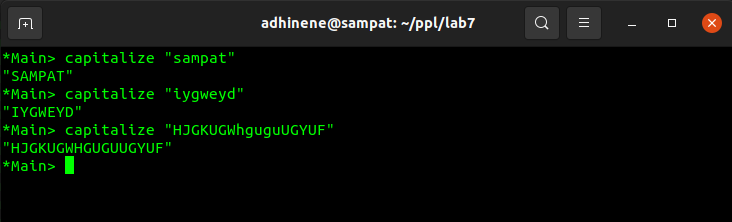 adhinene@sampat: ~/ppl/lab7
*Main> capitalize "sampat"
"SAMPAT"
*Main> capitalize "iygweyd"
"IYGWEYD"
*Main> capitalize "HJGKUGWhguguUGYUF"
"HJGKUGWHGUGUUGYUF"
*Main>